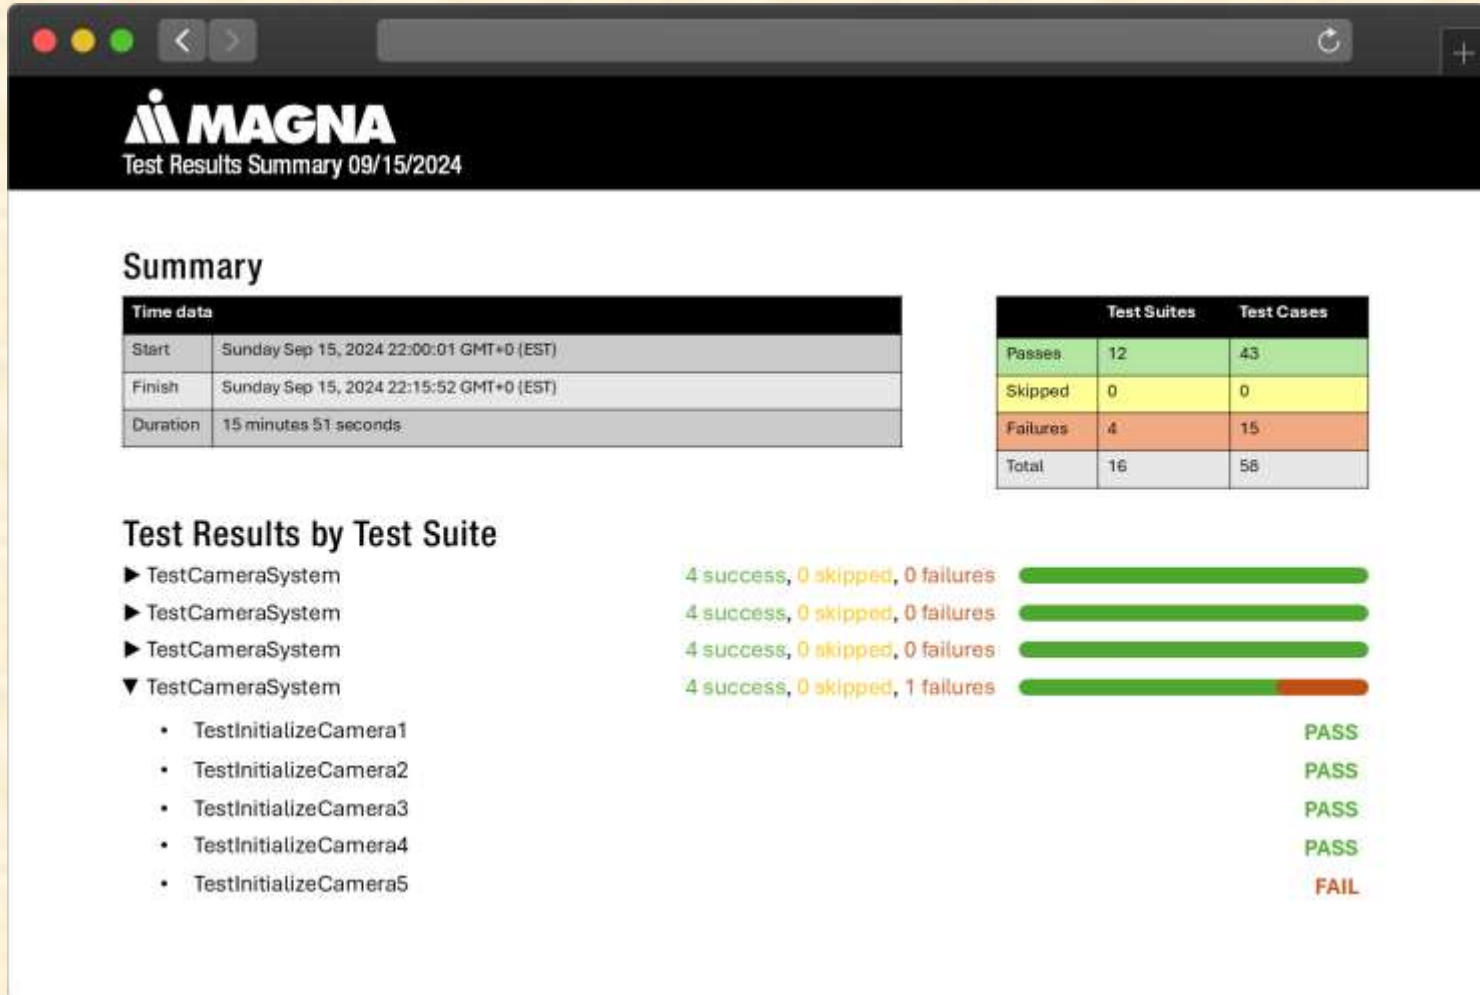 MAGNA
Test Results Summary 09/15/2024
Summary
Time data
Start Sunday Sep 15, 2024 22:00:01 GMT+0 (EST)
Finish Sunday Sep 15, 2024 22:15:52 GMT+0 (EST)
Duration 15 minutes 51 seconds
Test Suites Test Cases
Passes 12 43
Skipped 0 0
Failures 4 15
Total 16 58
Test Results by Test Suite
▶ TestCameraSystem 4 success, 0 skipped, 0 failures
▶ TestCameraSystem 4 success, 0 skipped, 0 failures
▶ TestCameraSystem 4 success, 0 skipped, 0 failures
▼ TestCameraSystem 4 success, 0 skipped, 1 failures
• TestInitializeCamera1 PASS
• TestInitializeCamera2 PASS
• TestInitializeCamera3 PASS
• TestInitializeCamera4 PASS
• TestInitializeCamera5 FAIL